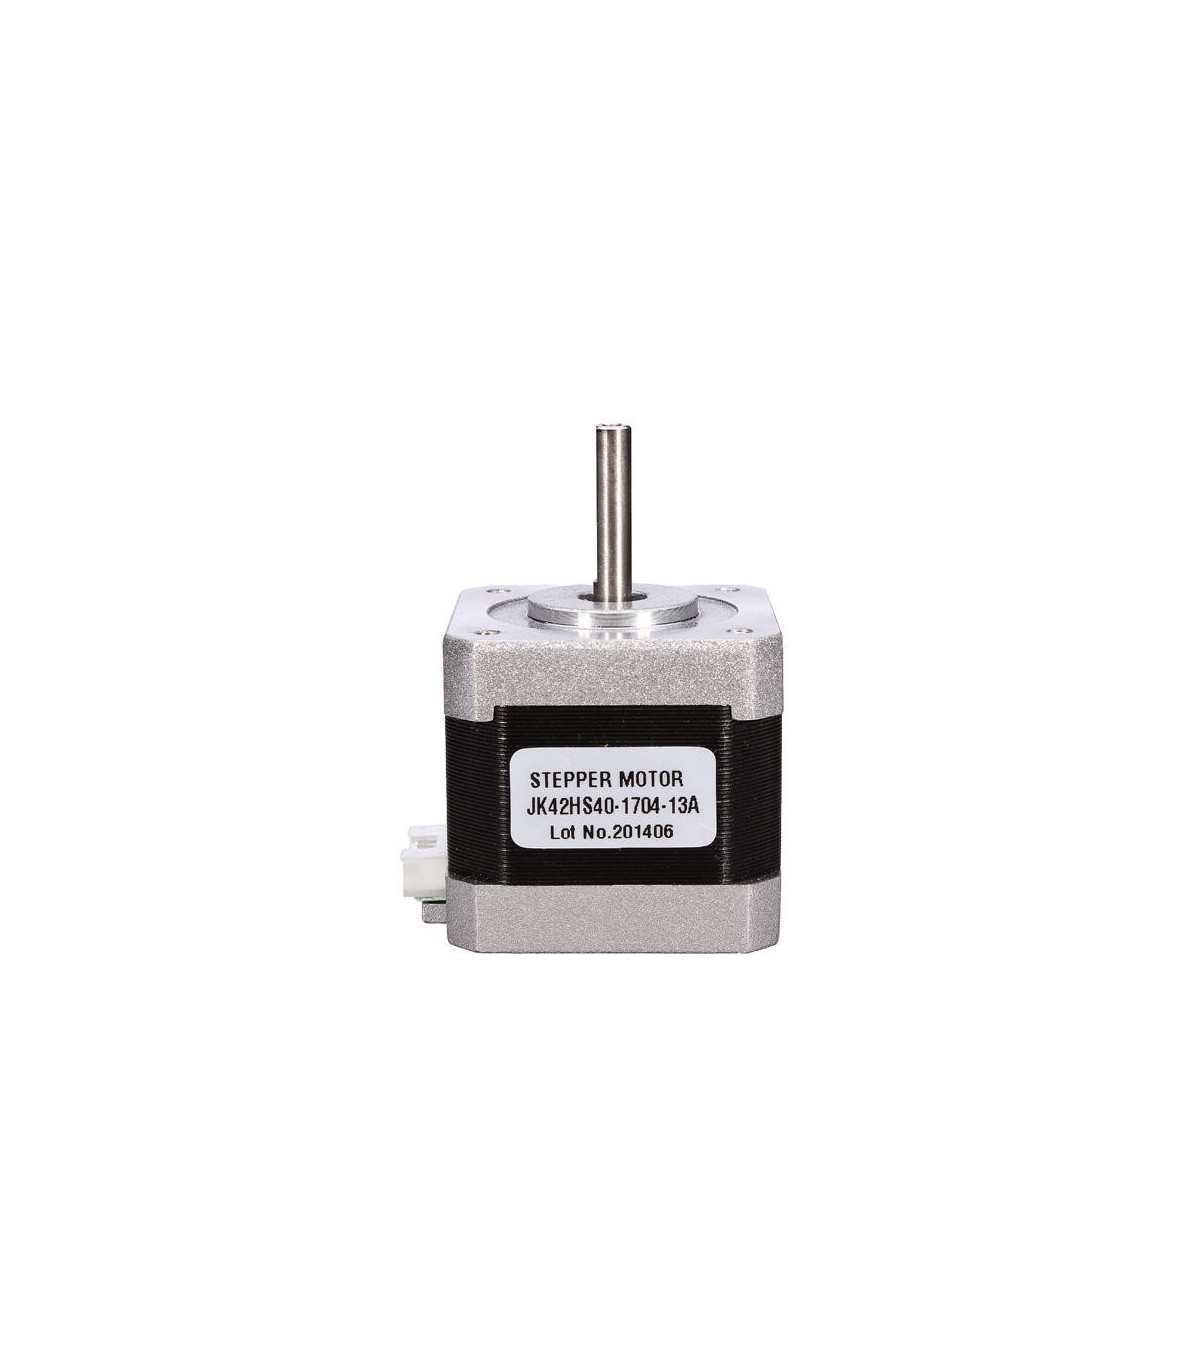 STEPPER MOTOR
JK42HS40-1704-13A
Lot No.201406